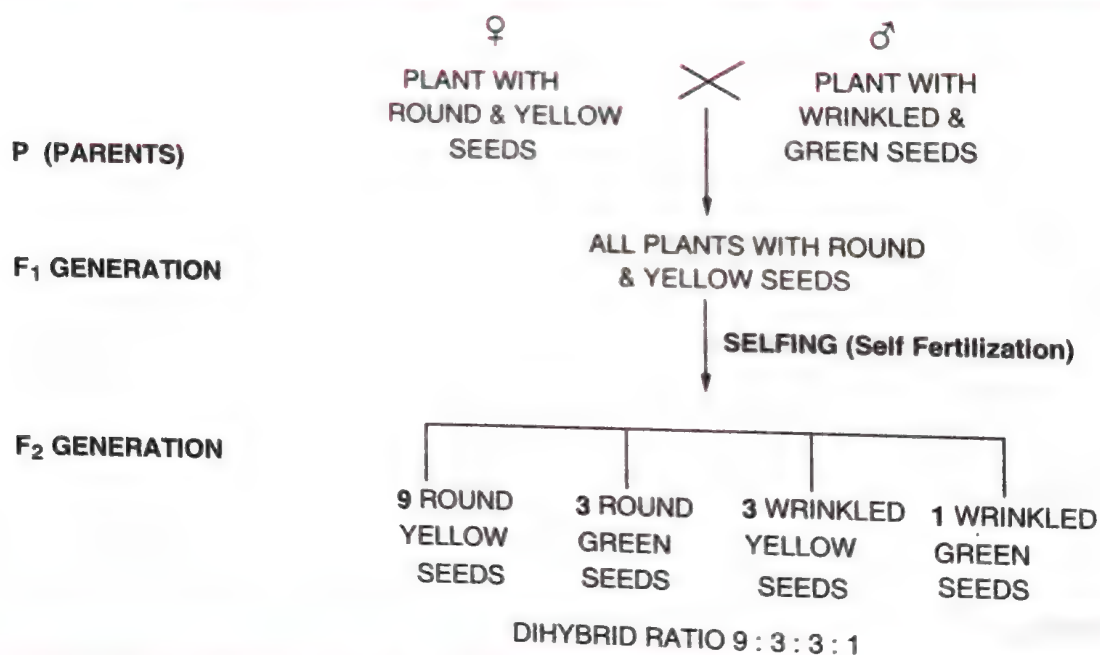 ♀ ♂
PLANT WITH
ROUND & YELLOW
SEEDS
PLANT WITH
WRINKLED &
GREEN SEEDS
P (PARENTS)
ALL PLANTS WITH ROUND
& YELLOW SEEDS
F₁ GENERATION
SELFING (Self Fertilization)
F₂ GENERATION
9 ROUND
YELLOW
SEEDS
3 ROUND
GREEN
SEEDS
3 WRINKLED
YELLOW
SEEDS
1 WRINKLED
GREEN
SEEDS
DIHYBRID RATIO 9 : 3 : 3 : 1